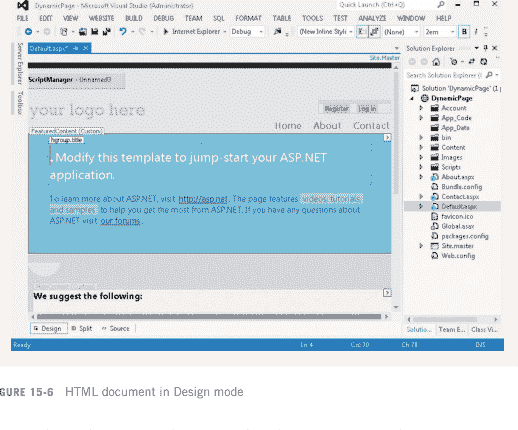 DynamicPage - Microsoft Visual Studio (Administrator)
Quick Launch (Ctrl+Q)
FILE EDIT VIEW WEBSITE BUILD DEBUG TEAM SQL FORMAT TABLE TOOLS TEST ANALYZE WINDOW HELP
Internet Explorer Debug (New Inline Style (None) 2em B I
Default.aspx*
Site.Master
Server Explorer
Toolbox
ScriptManager - Unnamed3
your logo here
Register Log in
Home About Contact
FeaturedContent (Custom)
hgroup.title
. Modify this template to jump-start your ASP.NET
application.
To learn more about ASP.NET, visit http://asp.net. The page features videos, tutorials,
and samples to help you get the most from ASP.NET. If you have any questions about
ASP.NET visit our forums.
We suggest the following:
Design Split Source
Solution Explorer
Search Solution Explorer (
Solution 'DynamicPage' (1
DynamicPage
Account
App_Code
App_Data
bin
Content
Images
Scripts
About.aspx
Bundle.config
Contact.aspx
Default.aspx
favicon.ico
Global.asax
packages.config
Site.master
Web.config
Solutio... Team E... Class Vi...
Ready Ln 4 Col 70 Ch 70 INS
GURE 15-6 HTML document in Design mode